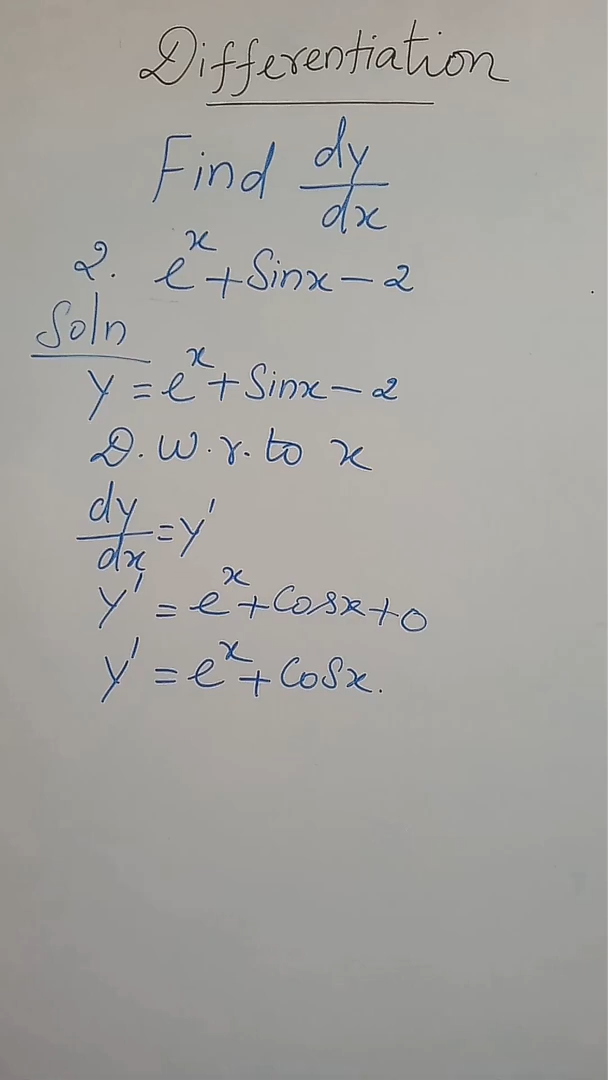 Differentiation
Find dy/dx
2. e^x + Sinx - 2
Soln
y = e^x + Sinx - 2
D. w. r. to x
dy/dx = y'
y' = e^x + Cosx + 0
y' = e^x + Cosx.